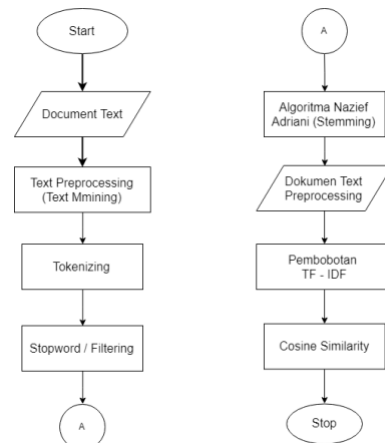 Start
Document Text
Text Preprocessing
(Text Mmining)
Tokenizing
Stopword / Filtering
A
A
Algoritma Nazief
Adriani (Stemming)
Dokumen Text
Preprocessing
Pembobotan
TF - IDF
Cosine Similarity
Stop